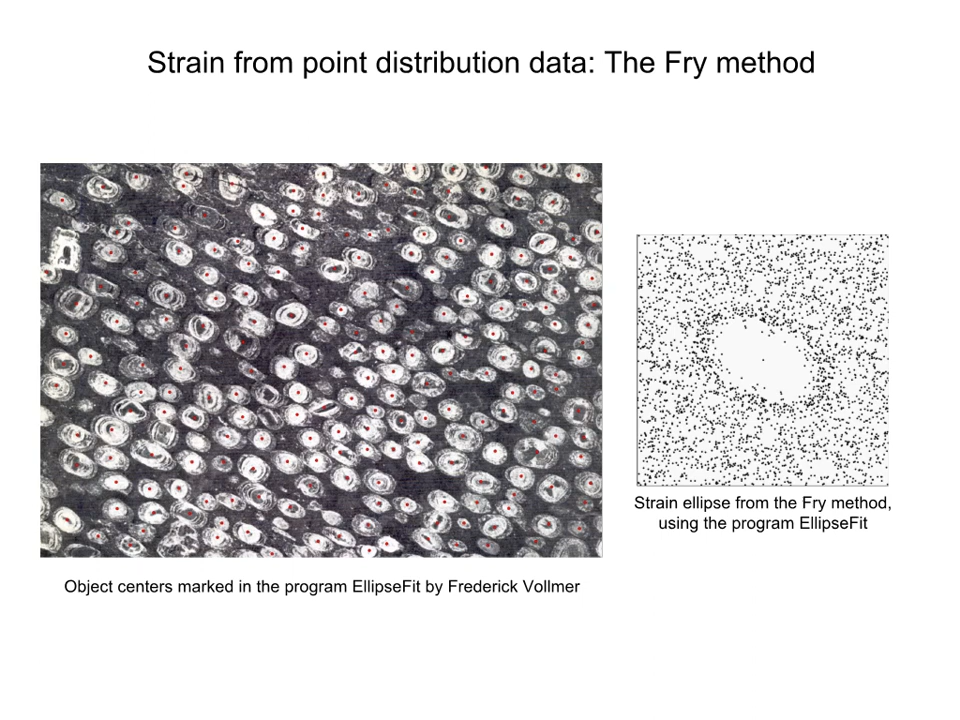 Strain from point distribution data: The Fry method
Strain ellipse from the Fry method,
using the program EllipseFit
Object centers marked in the program EllipseFit by Frederick Vollmer